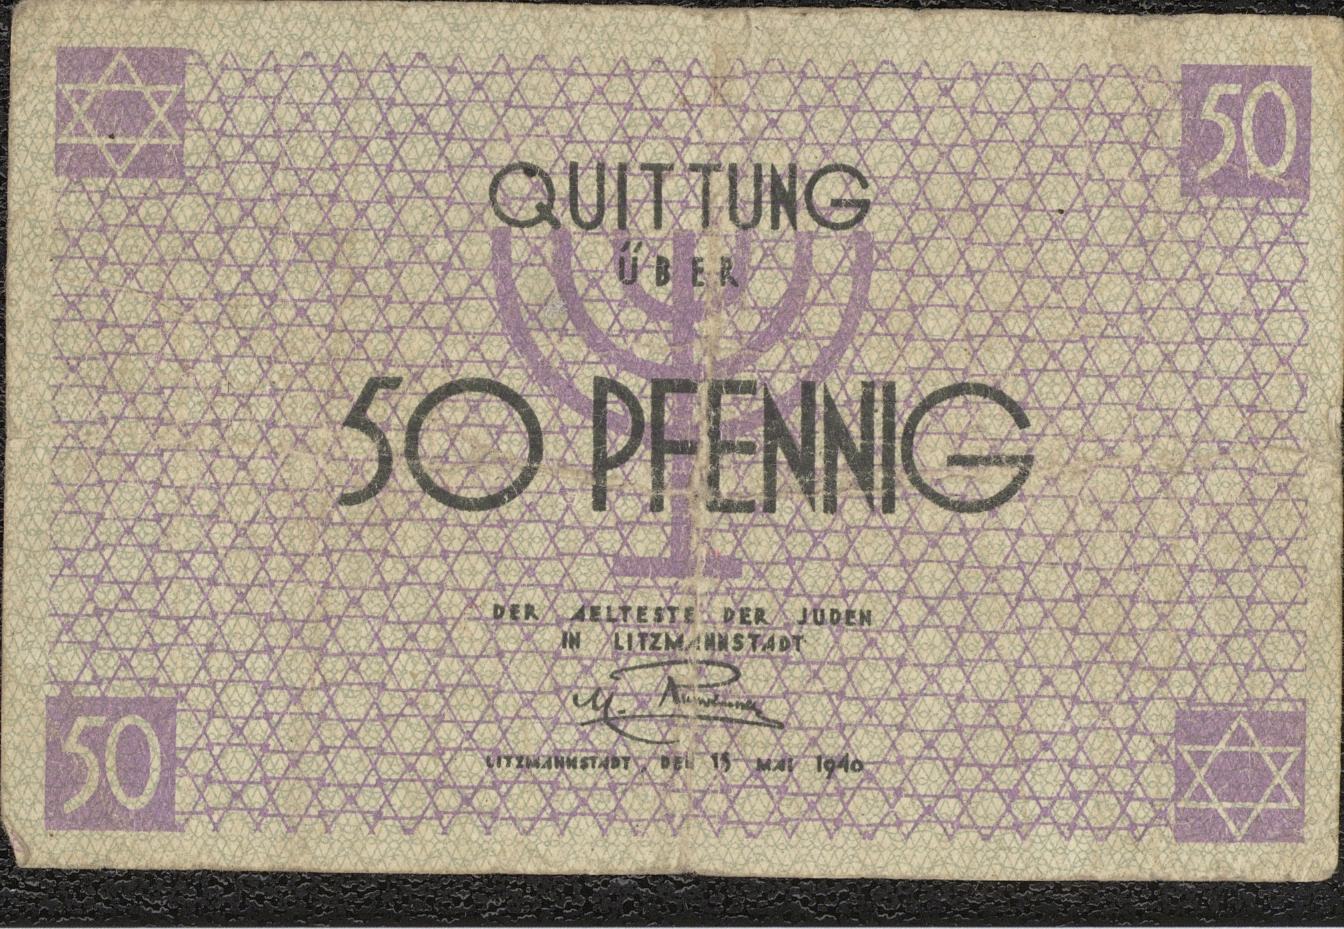 50
QUITTUNG
ÜBER
50 PFENNIG
DER AELTESTE DER JUDEN
IN LITZMANNSTADT
LITZMANNSTADT, DEN 15 MAI 1940
50